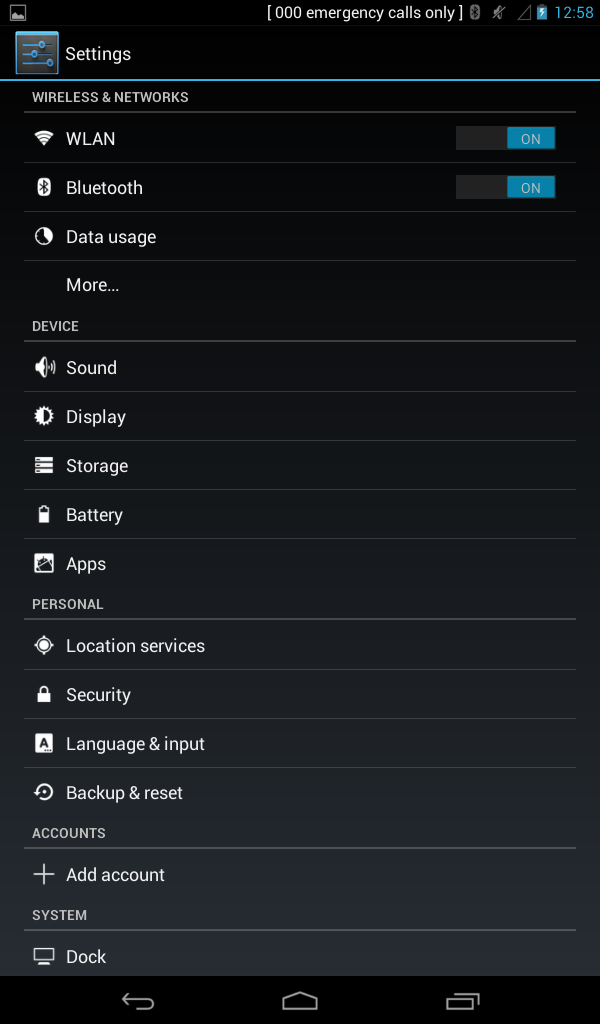 [ 000 emergency calls only ] 12:58
Settings
WIRELESS & NETWORKS
WLAN ON
Bluetooth ON
Data usage
More...
DEVICE
Sound
Display
Storage
Battery
Apps
PERSONAL
Location services
Security
Language & input
Backup & reset
ACCOUNTS
Add account
SYSTEM
Dock